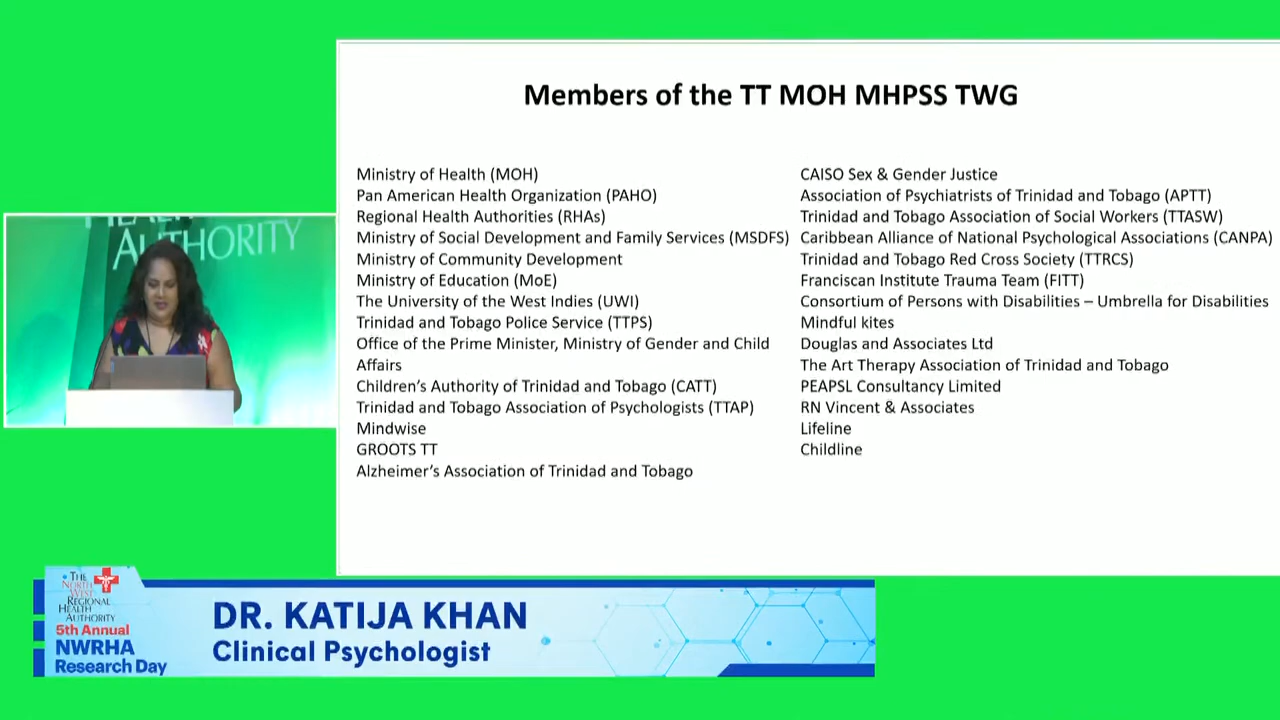 Members of the TT MOH MHPSS TWG
Ministry of Health (MOH)
Pan American Health Organization (PAHO)
Regional Health Authorities (RHAs)
Ministry of Social Development and Family Services (MSDFS)
Ministry of Community Development
Ministry of Education (MoE)
The University of the West Indies (UWI)
Trinidad and Tobago Police Service (TTPS)
Office of the Prime Minister, Ministry of Gender and Child
Affairs
Children's Authority of Trinidad and Tobago (CATT)
Trinidad and Tobago Association of Psychologists (TTAP)
Mindwise
GROOTS TT
Alzheimer's Association of Trinidad and Tobago
CAISO Sex & Gender Justice
Association of Psychiatrists of Trinidad and Tobago (APTT)
Trinidad and Tobago Association of Social Workers (TTASW)
Caribbean Alliance of National Psychological Associations (CANPA)
Trinidad and Tobago Red Cross Society (TTRCS)
Franciscan Institute Trauma Team (FITT)
Consortium of Persons with Disabilities – Umbrella for Disabilities
Mindful kites
Douglas and Associates Ltd
The Art Therapy Association of Trinidad and Tobago
PEAPSL Consultancy Limited
RN Vincent & Associates
Lifeline
Childline
AUTHORITY
THE
NORTH
WEST
REGIONAL
HEALTH
AUTHORITY
5th Annual
NWRHA
Research Day
DR. KATIJA KHAN
Clinical Psychologist